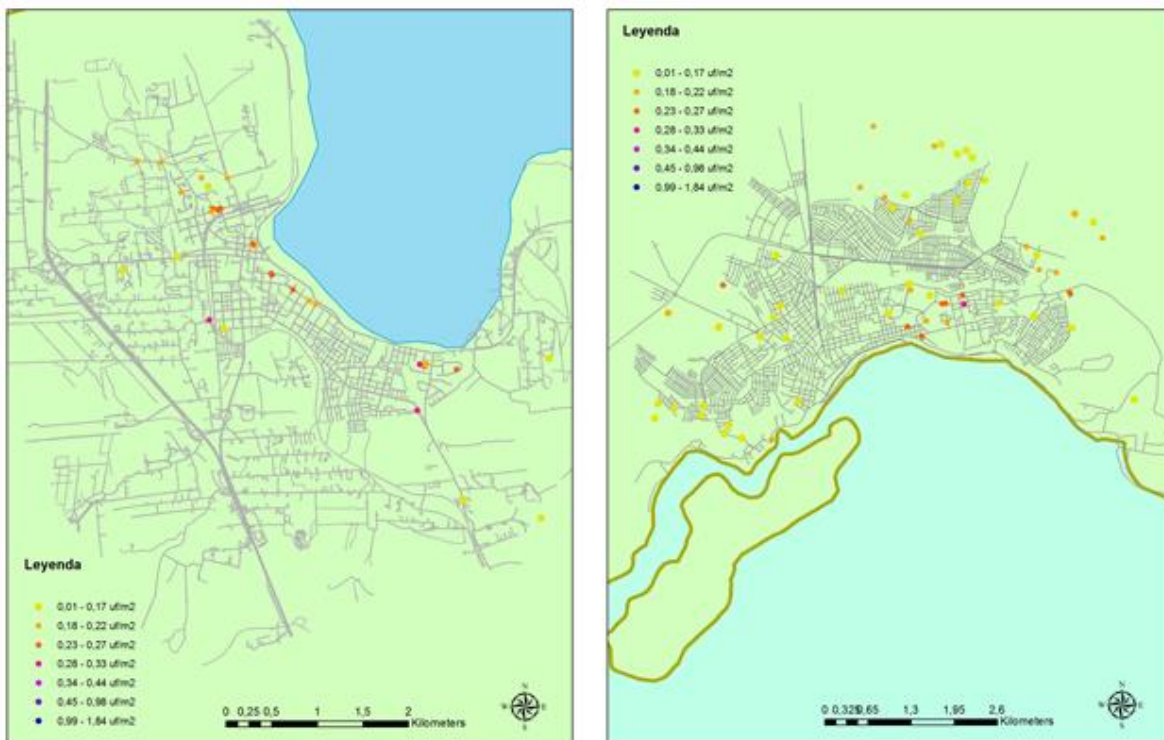 Leyenda
0,01 - 0,17 uf/m2
0,18 - 0,22 uf/m2
0,23 - 0,27 uf/m2
0,28 - 0,33 uf/m2
0,34 - 0,44 uf/m2
0,45 - 0,98 uf/m2
0,99 - 1,84 uf/m2
0 0,25 0,5 1 1,5 2
Kilometers
N
W E
S
Leyenda
0,01 - 0,17 uf/m2
0,18 - 0,22 uf/m2
0,23 - 0,27 uf/m2
0,28 - 0,33 uf/m2
0,34 - 0,44 uf/m2
0,45 - 0,98 uf/m2
0,99 - 1,84 uf/m2
0 0,325 0,65 1,3 1,95 2,6
Kilometers
N
W E
S